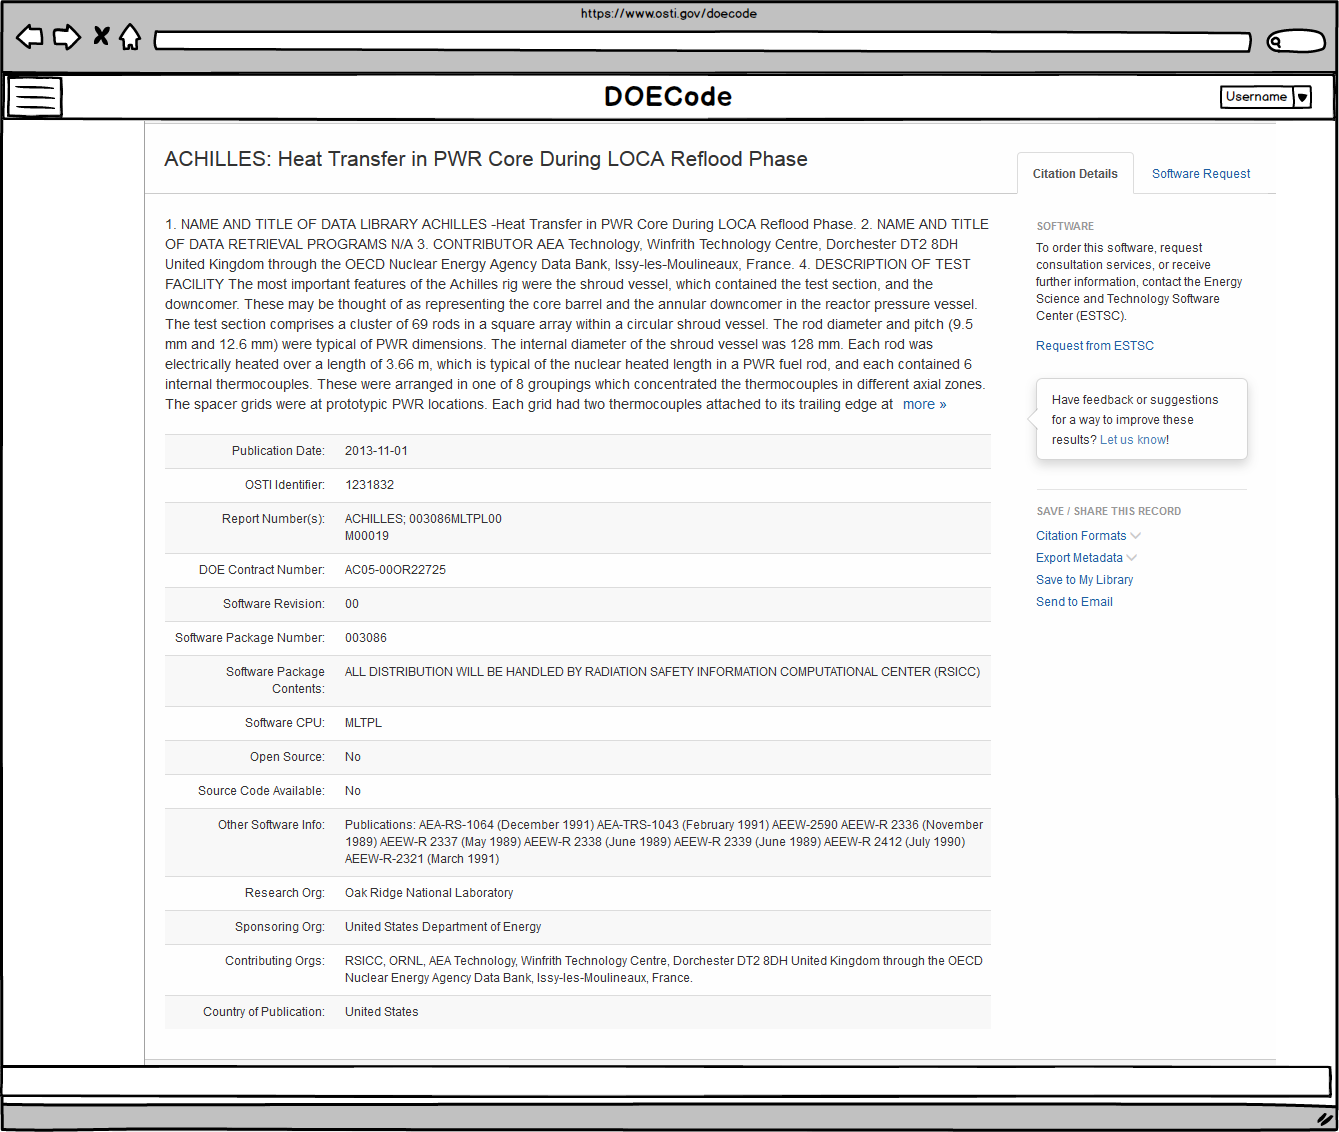 https://www.osti.gov/doecode
DOECode
Username
ACHILLES: Heat Transfer in PWR Core During LOCA Reflood Phase
Citation Details
Software Request
1. NAME AND TITLE OF DATA LIBRARY ACHILLES -Heat Transfer in PWR Core During LOCA Reflood Phase. 2. NAME AND TITLE
OF DATA RETRIEVAL PROGRAMS N/A 3. CONTRIBUTOR AEA Technology, Winfrith Technology Centre, Dorchester DT2 8DH
United Kingdom through the OECD Nuclear Energy Agency Data Bank, Issy-les-Moulineaux, France. 4. DESCRIPTION OF TEST
FACILITY The most important features of the Achilles rig were the shroud vessel, which contained the test section, and the
downcomer. These may be thought of as representing the core barrel and the annular downcomer in the reactor pressure vessel.
The test section comprises a cluster of 69 rods in a square array within a circular shroud vessel. The rod diameter and pitch (9.5
mm and 12.6 mm) were typical of PWR dimensions. The internal diameter of the shroud vessel was 128 mm. Each rod was
electrically heated over a length of 3.66 m, which is typical of the nuclear heated length in a PWR fuel rod, and each contained 6
internal thermocouples. These were arranged in one of 8 groupings which concentrated the thermocouples in different axial zones.
The spacer grids were at prototypic PWR locations. Each grid had two thermocouples attached to its trailing edge at more »
Publication Date: 2013-11-01
OSTI Identifier: 1231832
Report Number(s): ACHILLES; 003086MLTPL00
M00019
DOE Contract Number: AC05-00OR22725
Software Revision: 00
Software Package Number: 003086
Software Package
Contents:
ALL DISTRIBUTION WILL BE HANDLED BY RADIATION SAFETY INFORMATION COMPUTATIONAL CENTER (RSICC)
Software CPU: MLTPL
Open Source: No
Source Code Available: No
Other Software Info: Publications: AEA-RS-1064 (December 1991) AEA-TRS-1043 (February 1991) AEEW-2590 AEEW-R 2336 (November
1989) AEEW-R 2337 (May 1989) AEEW-R 2338 (June 1989) AEEW-R 2339 (June 1989) AEEW-R 2412 (July 1990)
AEEW-R-2321 (March 1991)
Research Org: Oak Ridge National Laboratory
Sponsoring Org: United States Department of Energy
Contributing Orgs: RSICC, ORNL, AEA Technology, Winfrith Technology Centre, Dorchester DT2 8DH United Kingdom through the OECD
Nuclear Energy Agency Data Bank, Issy-les-Moulineaux, France.
Country of Publication: United States
SOFTWARE
To order this software, request
consultation services, or receive
further information, contact the Energy
Science and Technology Software
Center (ESTSC).
Request from ESTSC
Have feedback or suggestions
for a way to improve these
results? Let us know!
SAVE / SHARE THIS RECORD
Citation Formats
Export Metadata
Save to My Library
Send to Email